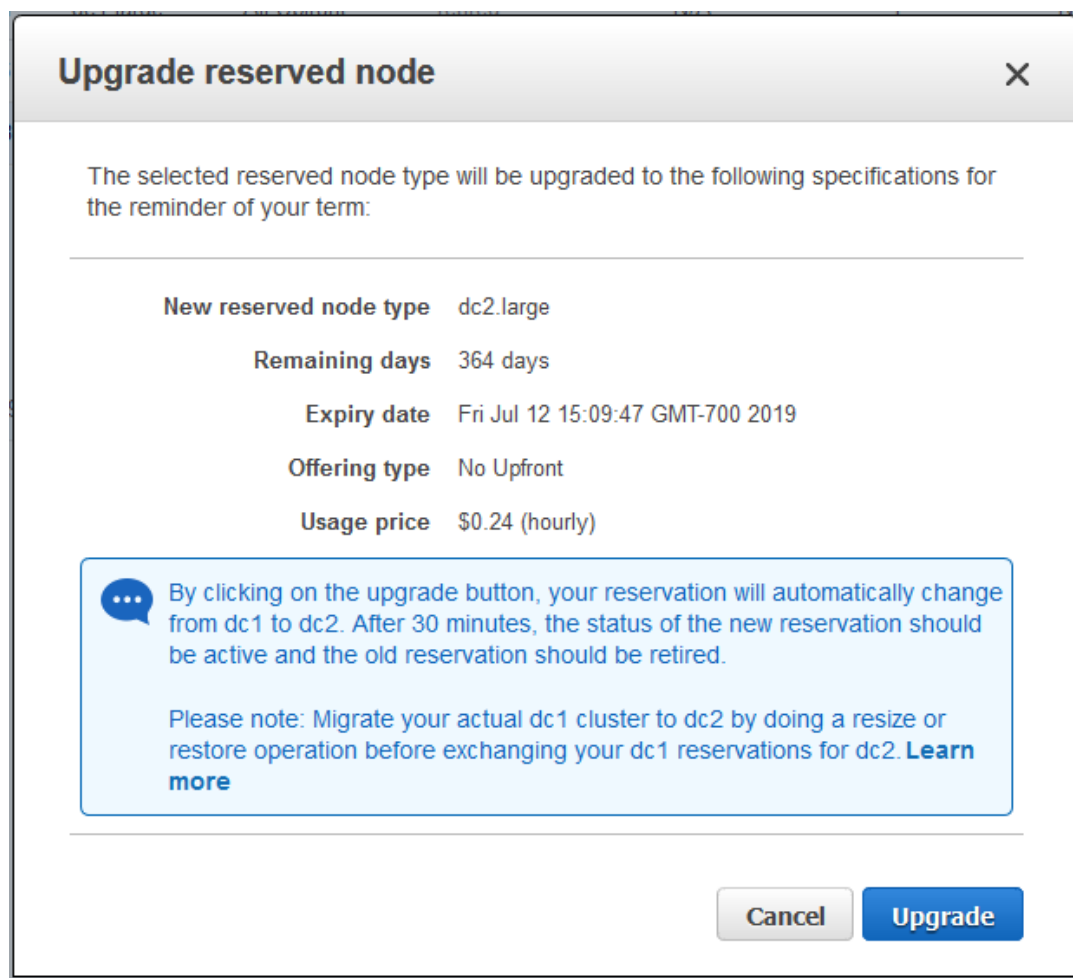 Upgrade reserved node
The selected reserved node type will be upgraded to the following specifications for
the reminder of your term:
New reserved node type dc2.large
Remaining days 364 days
Expiry date Fri Jul 12 15:09:47 GMT-700 2019
Offering type No Upfront
Usage price $0.24 (hourly)
By clicking on the upgrade button, your reservation will automatically change
from dc1 to dc2. After 30 minutes, the status of the new reservation should
be active and the old reservation should be retired.
Please note: Migrate your actual dc1 cluster to dc2 by doing a resize or
restore operation before exchanging your dc1 reservations for dc2. Learn
more
Cancel Upgrade